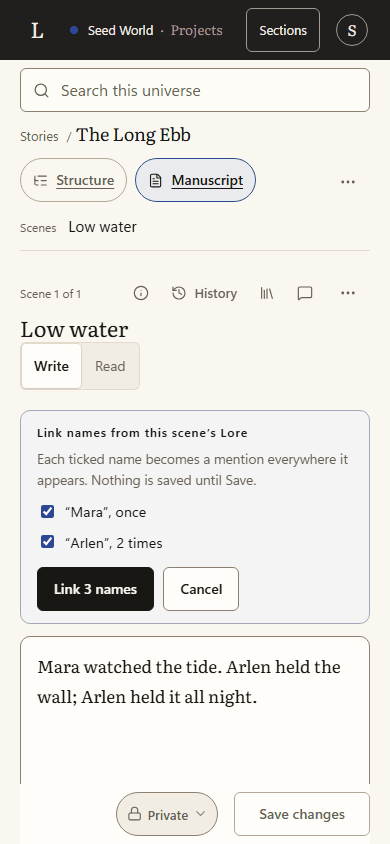 L
Seed World · Projects
Sections
S
Search this universe
Stories / The Long Ebb
Structure
Manuscript
Scenes Low water
Scene 1 of 1
History
Low water
Write
Read
Link names from this scene's Lore
Each ticked name becomes a mention everywhere it
appears. Nothing is saved until Save.
“Mara”, once
“Arlen”, 2 times
Link 3 names
Cancel
Mara watched the tide. Arlen held the
wall; Arlen held it all night.
Private
Save changes